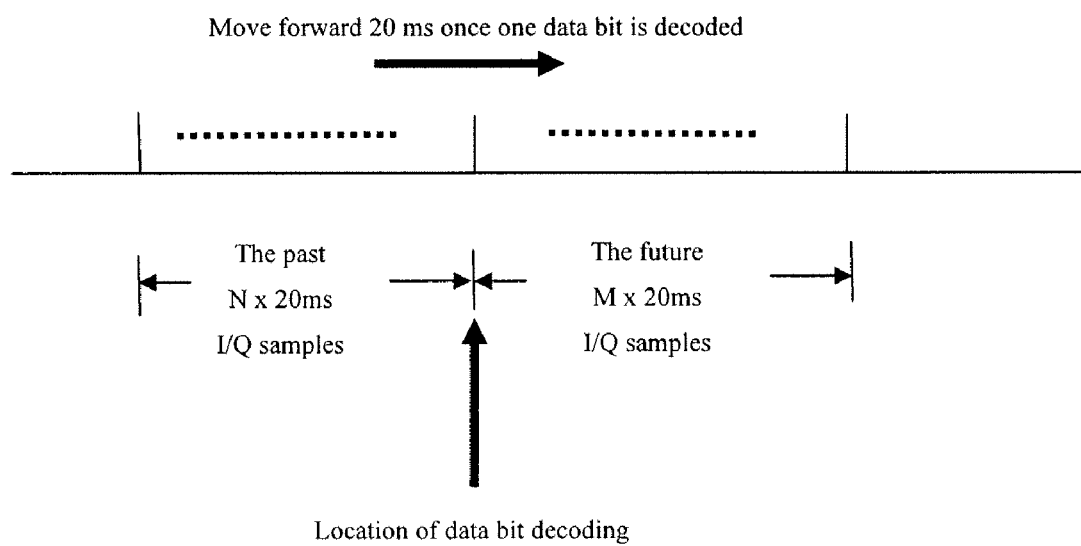 Move forward 20 ms once one data bit is decoded
The past
N x 20ms
I/Q samples
The future
M x 20ms
I/Q samples
Location of data bit decoding